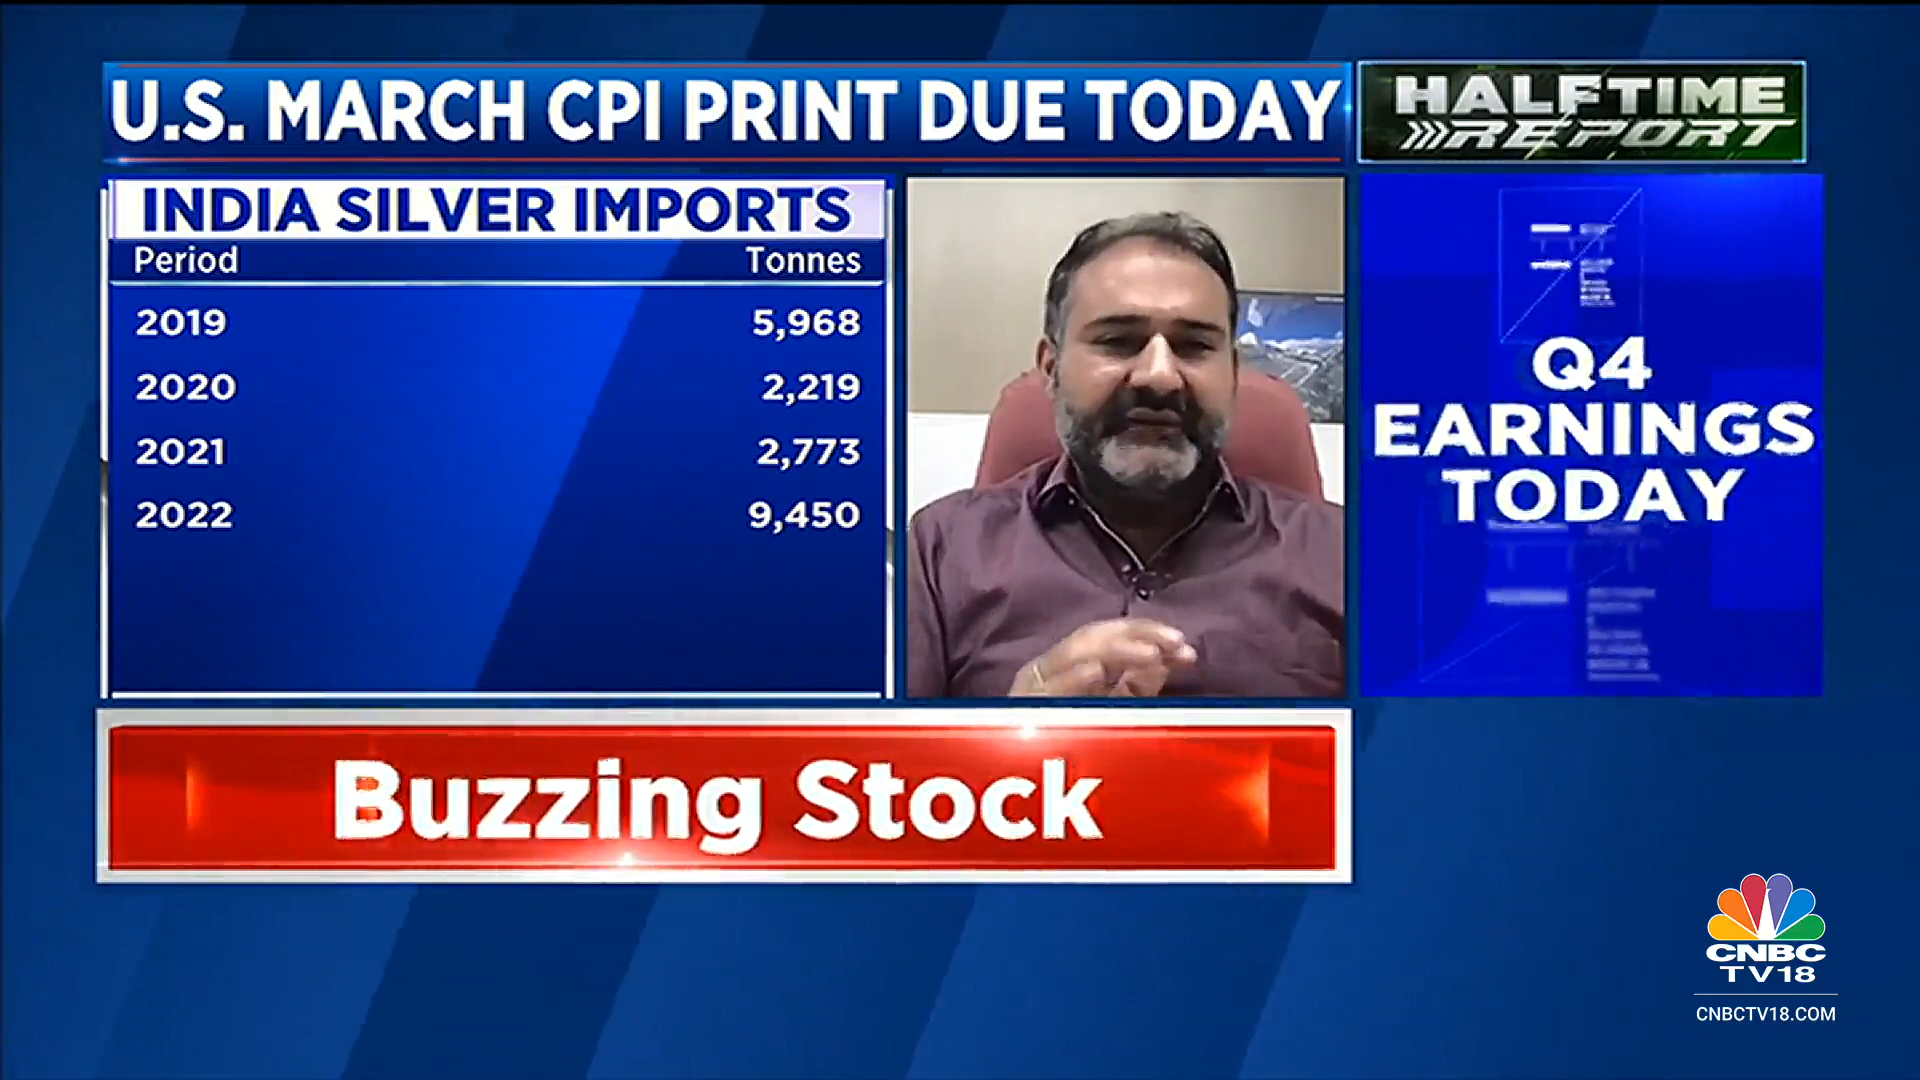 U.S. MARCH CPI PRINT DUE TODAY
HALFTIME
REPORT
INDIA SILVER IMPORTS
Period Tonnes
2019 5,968
2020 2,219
2021 2,773
2022 9,450
Q4
EARNINGS
TODAY
Buzzing Stock
CNBC
TV18
CNBCTV18.COM